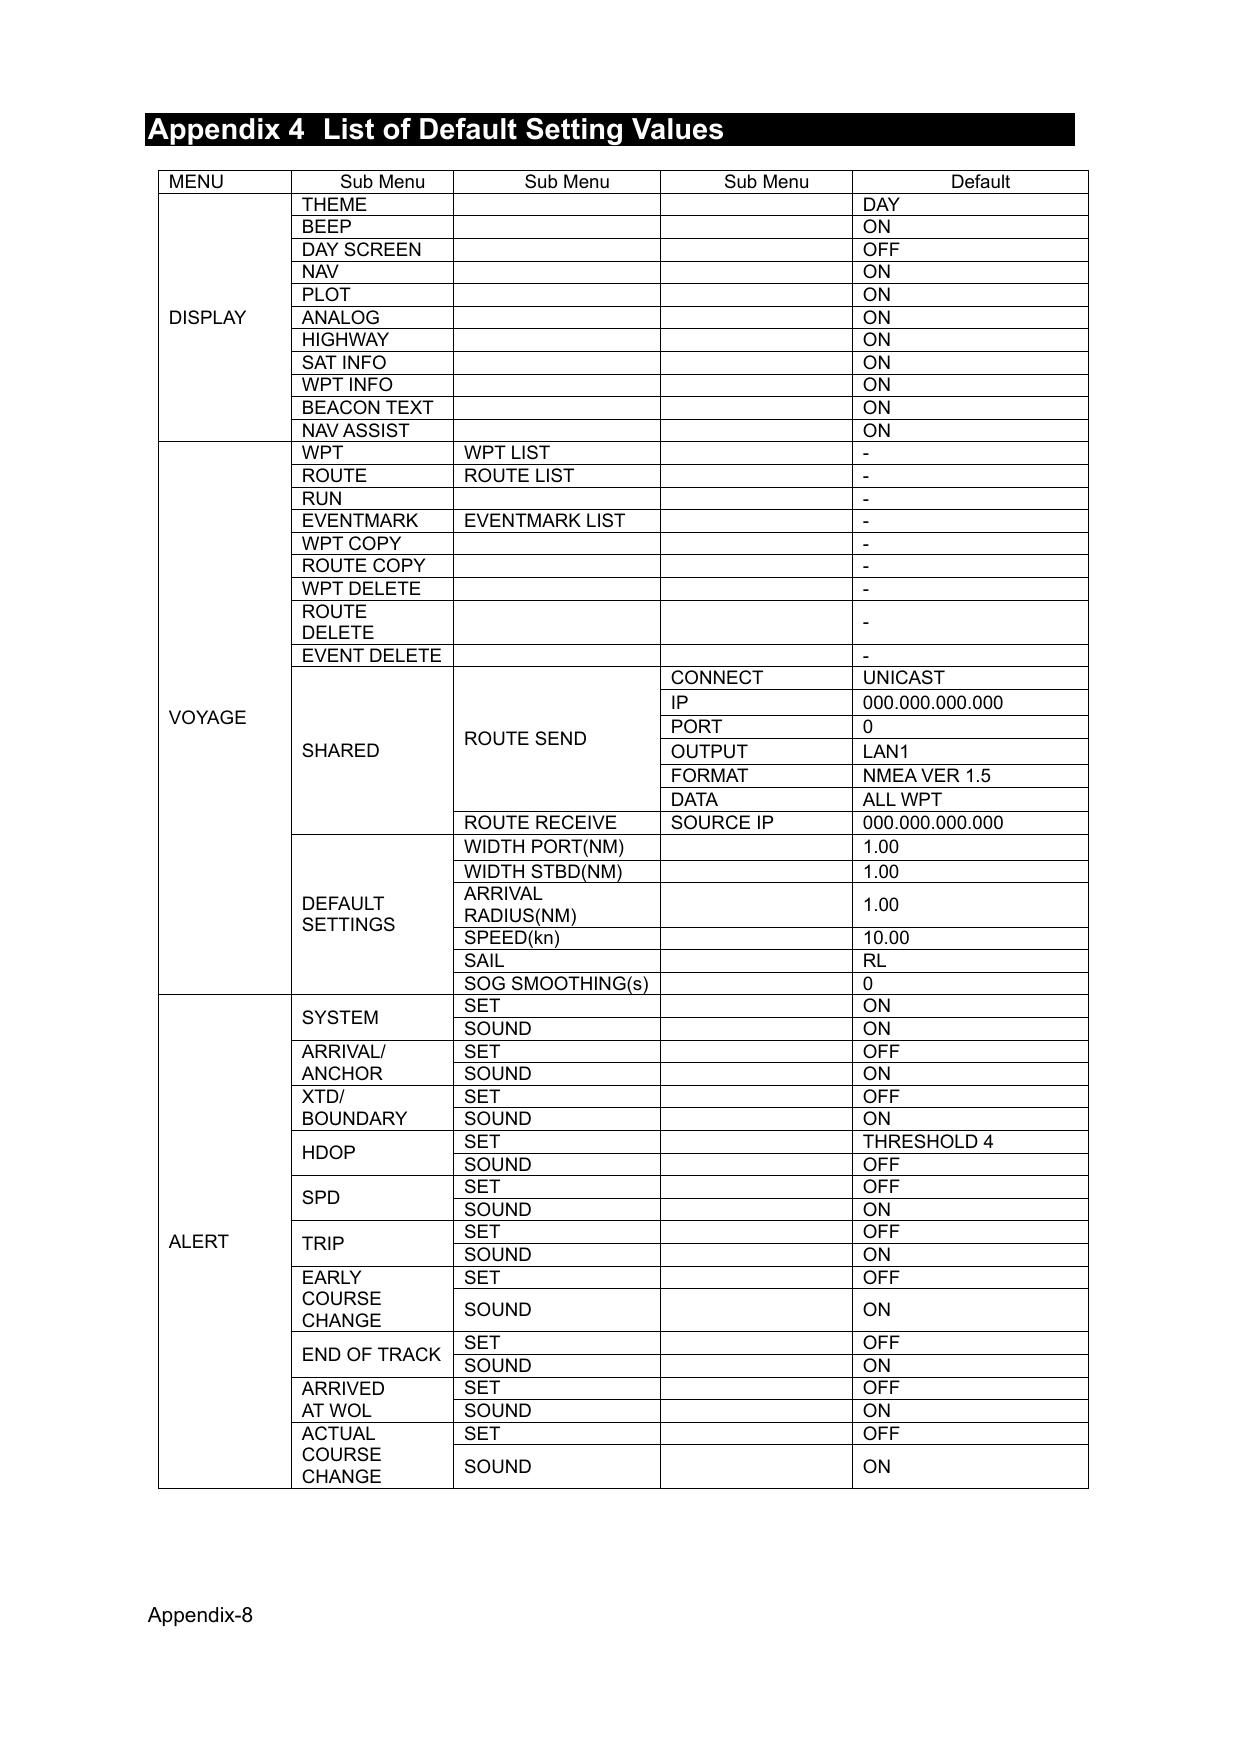 Appendix 4 List of Default Setting Values
MENU Sub Menu Sub Menu Sub Menu Default
DISPLAY
THEME DAY
BEEP ON
DAY SCREEN OFF
NAV ON
PLOT ON
ANALOG ON
HIGHWAY ON
SAT INFO ON
WPT INFO ON
BEACON TEXT ON
NAV ASSIST ON
VOYAGE
WPT WPT LIST -
ROUTE ROUTE LIST -
RUN -
EVENTMARK EVENTMARK LIST -
WPT COPY -
ROUTE COPY -
WPT DELETE -
ROUTE
DELETE -
EVENT DELETE -
SHARED
ROUTE SEND
CONNECT UNICAST
IP 000.000.000.000
PORT 0
OUTPUT LAN1
FORMAT NMEA VER 1.5
DATA ALL WPT
ROUTE RECEIVE SOURCE IP 000.000.000.000
DEFAULT
SETTINGS
WIDTH PORT(NM) 1.00
WIDTH STBD(NM) 1.00
ARRIVAL
RADIUS(NM) 1.00
SPEED(kn) 10.00
SAIL RL
SOG SMOOTHING(s) 0
ALERT
SYSTEM
SET ON
SOUND ON
ARRIVAL/
ANCHOR
SET OFF
SOUND ON
XTD/
BOUNDARY
SET OFF
SOUND ON
HDOP
SET THRESHOLD 4
SOUND OFF
SPD
SET OFF
SOUND ON
TRIP
SET OFF
SOUND ON
EARLY
COURSE
CHANGE
SET OFF
SOUND ON
END OF TRACK
SET OFF
SOUND ON
ARRIVED
AT WOL
SET OFF
SOUND ON
ACTUAL
COURSE
CHANGE
SET OFF
SOUND ON
Appendix-8